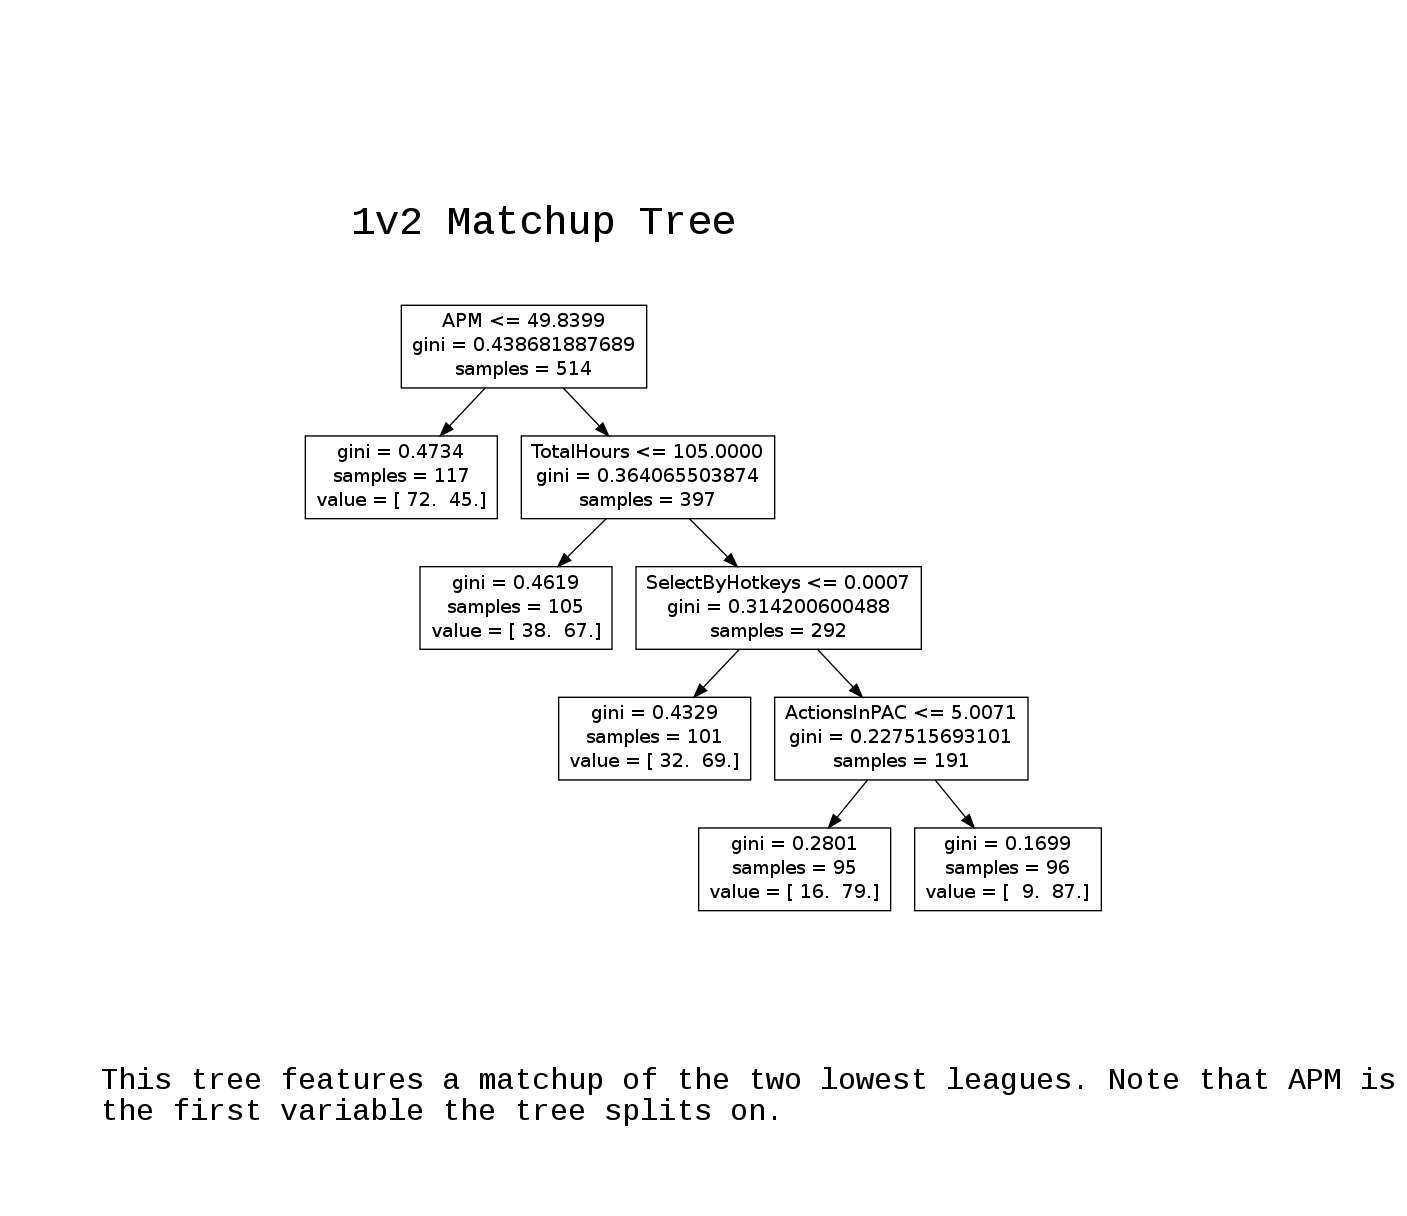 1v2 Matchup Tree
APM <= 49.8399
gini = 0.438681887689
samples = 514
gini = 0.4734
samples = 117
value = [ 72.  45.]
TotalHours <= 105.0000
gini = 0.364065503874
samples = 397
gini = 0.4619
samples = 105
value = [ 38.  67.]
SelectByHotkeys <= 0.0007
gini = 0.314200600488
samples = 292
gini = 0.4329
samples = 101
value = [ 32.  69.]
ActionsInPAC <= 5.0071
gini = 0.227515693101
samples = 191
gini = 0.2801
samples = 95
value = [ 16.  79.]
gini = 0.1699
samples = 96
value = [  9.  87.]
This tree features a matchup of the two lowest leagues. Note that APM is
the first variable the tree splits on.